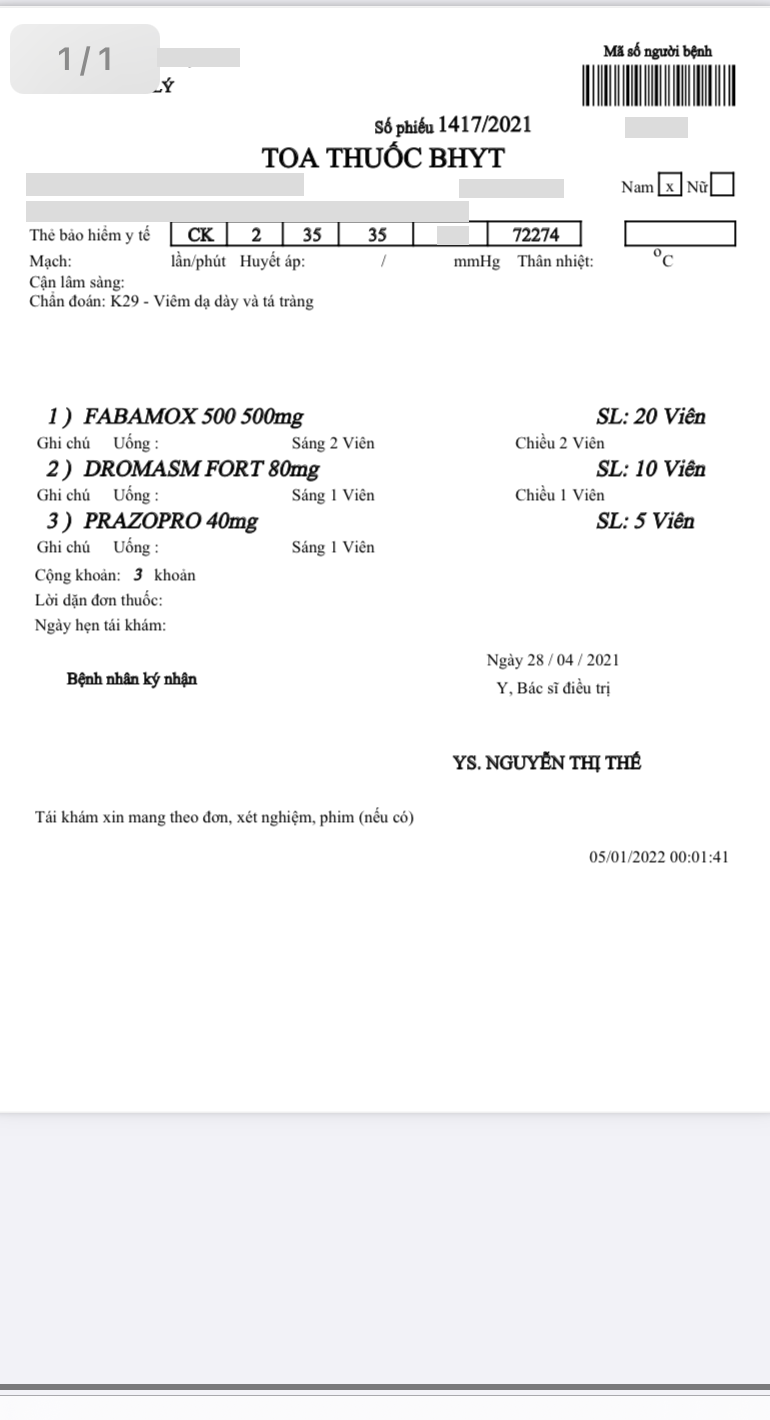 1/1
Mã số người bệnh
LÝ
Số phiếu 1417/2021
TOA THUỐC BHYT
Nam x Nữ
Thẻ bảo hiểm y tế CK 2 35 35 72274
Mạch: lần/phút Huyết áp: / mmHg Thân nhiệt: °C
Cận lâm sàng:
Chẩn đoán: K29 - Viêm dạ dày và tá tràng
1 ) FABAMOX 500 500mg SL: 20 Viên
Ghi chú Uống : Sáng 2 Viên Chiều 2 Viên
2 ) DROMASM FORT 80mg SL: 10 Viên
Ghi chú Uống : Sáng 1 Viên Chiều 1 Viên
3 ) PRAZOPRO 40mg SL: 5 Viên
Ghi chú Uống : Sáng 1 Viên
Cộng khoản: 3 khoản
Lời dặn đơn thuốc:
Ngày hẹn tái khám:
Ngày 28 / 04 / 2021
Bệnh nhân ký nhận
Y, Bác sĩ điều trị
YS. NGUYỄN THỊ THẾ
Tái khám xin mang theo đơn, xét nghiệm, phim (nếu có)
05/01/2022 00:01:41